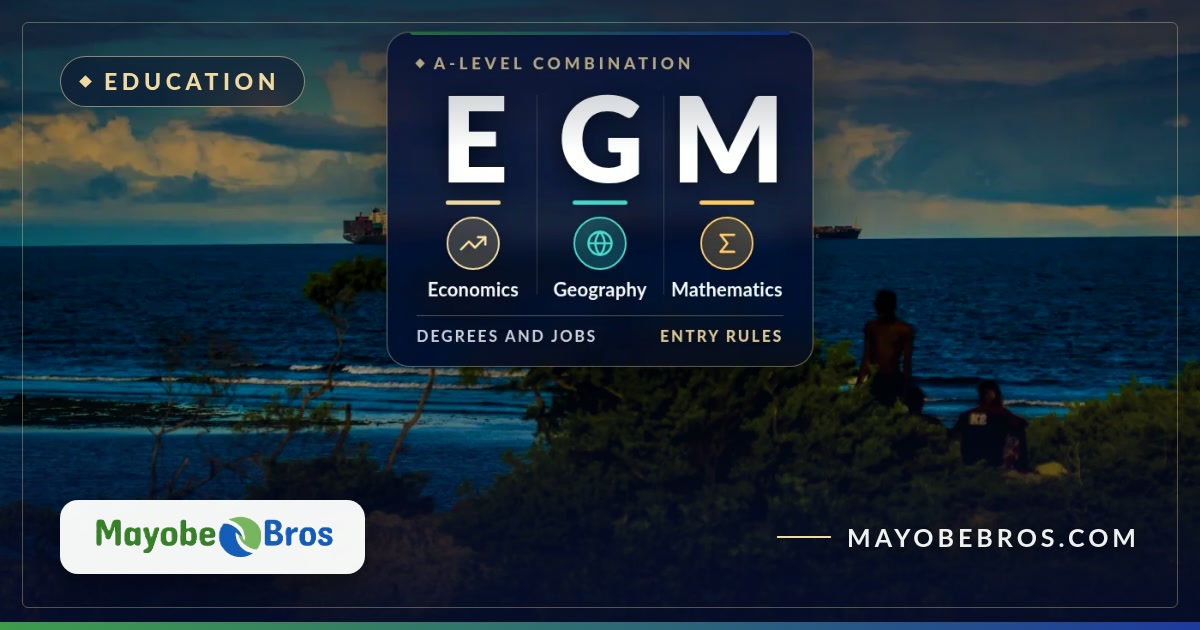 EDUCATION
A-LEVEL COMBINATION
E G M
Economics Geography Mathematics
DEGREES AND JOBS ENTRY RULES
Mayobe Bros
MAYOBEBROS.COM